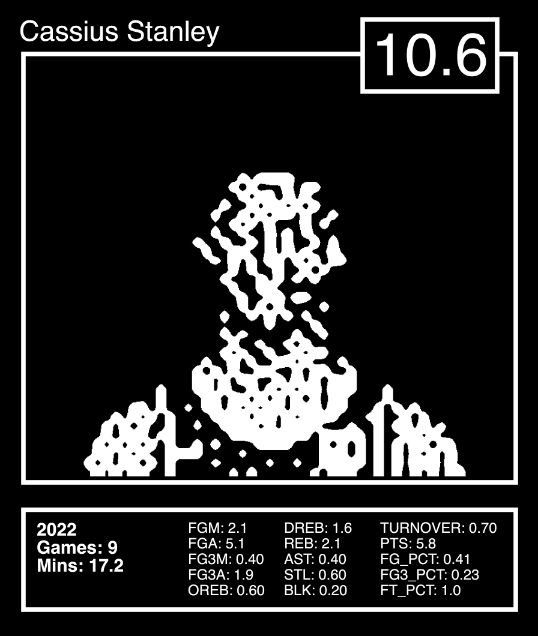 Cassius Stanley
10.6
2022
Games: 9
Mins: 17.2
FGM: 2.1
FGA: 5.1
FG3M: 0.40
FG3A: 1.9
OREB: 0.60
DREB: 1.6
REB: 2.1
AST: 0.40
STL: 0.60
BLK: 0.20
TURNOVER: 0.70
PTS: 5.8
FG_PCT: 0.41
FG3_PCT: 0.23
FT_PCT: 1.0